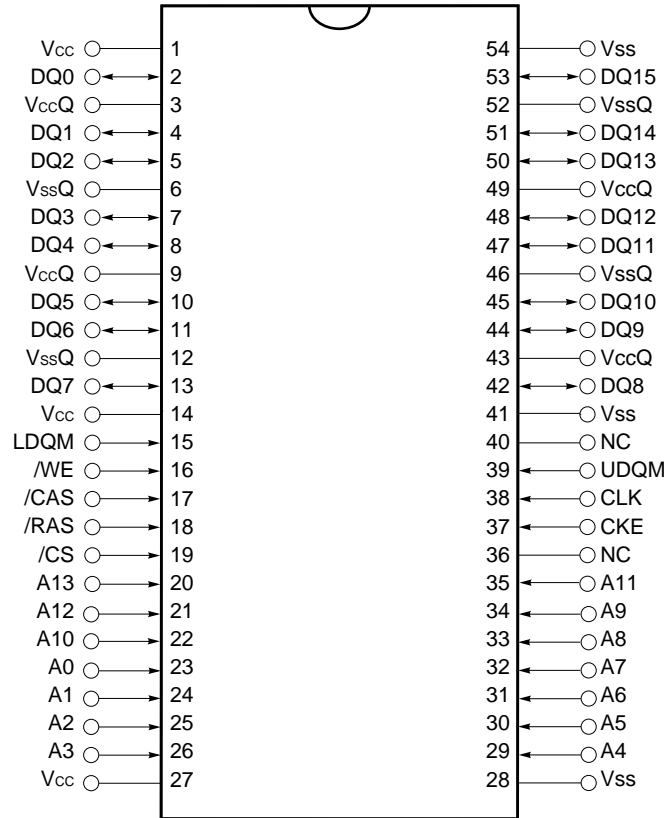 Vcc 1 54 Vss
DQ0 2 53 DQ15
VccQ 3 52 VssQ
DQ1 4 51 DQ14
DQ2 5 50 DQ13
VssQ 6 49 VccQ
DQ3 7 48 DQ12
DQ4 8 47 DQ11
VccQ 9 46 VssQ
DQ5 10 45 DQ10
DQ6 11 44 DQ9
VssQ 12 43 VccQ
DQ7 13 42 DQ8
Vcc 14 41 Vss
LDQM 15 40 NC
/WE 16 39 UDQM
/CAS 17 38 CLK
/RAS 18 37 CKE
/CS 19 36 NC
A13 20 35 A11
A12 21 34 A9
A10 22 33 A8
A0 23 32 A7
A1 24 31 A6
A2 25 30 A5
A3 26 29 A4
Vcc 27 28 Vss